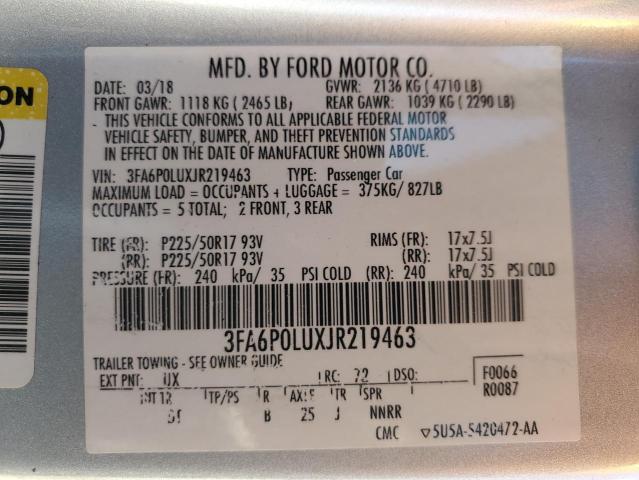 ON
MFD. BY FORD MOTOR CO.
DATE: 03/18 GVWR: 2136 KG ( 4710 LB)
FRONT GAWR: 1118 KG ( 2465 LB) REAR GAWR: 1039 KG ( 2290 LB)
THIS VEHICLE CONFORMS TO ALL APPLICABLE FEDERAL MOTOR
VEHICLE SAFETY, BUMPER, AND THEFT PREVENTION STANDARDS
IN EFFECT ON THE DATE OF MANUFACTURE SHOWN ABOVE.
VIN: 3FA6P0LUXJR219463 TYPE: Passenger Car
MAXIMUM LOAD = OCCUPANTS + LUGGAGE = 375KG/ 827LB
OCCUPANTS = 5 TOTAL; 2 FRONT, 3 REAR
TIRE (FR): P225/50R17 93V RIMS (FR): 17x7.5J
(RR): P225/50R17 93V (RR): 17x7.5J
PRESSURE (FR): 240 kPa/ 35 PSI COLD (RR): 240 kPa/ 35 PSI COLD
3FA6P0LUXJR219463
TRAILER TOWING - SEE OWNER GUIDE
EXT PNT: UX RC: 72 DSO: F0066
R0087
INT TR TP/PS R AXLE TR SPR
B 25 J NNRR
CMC ▽5U5A-5420472-AA